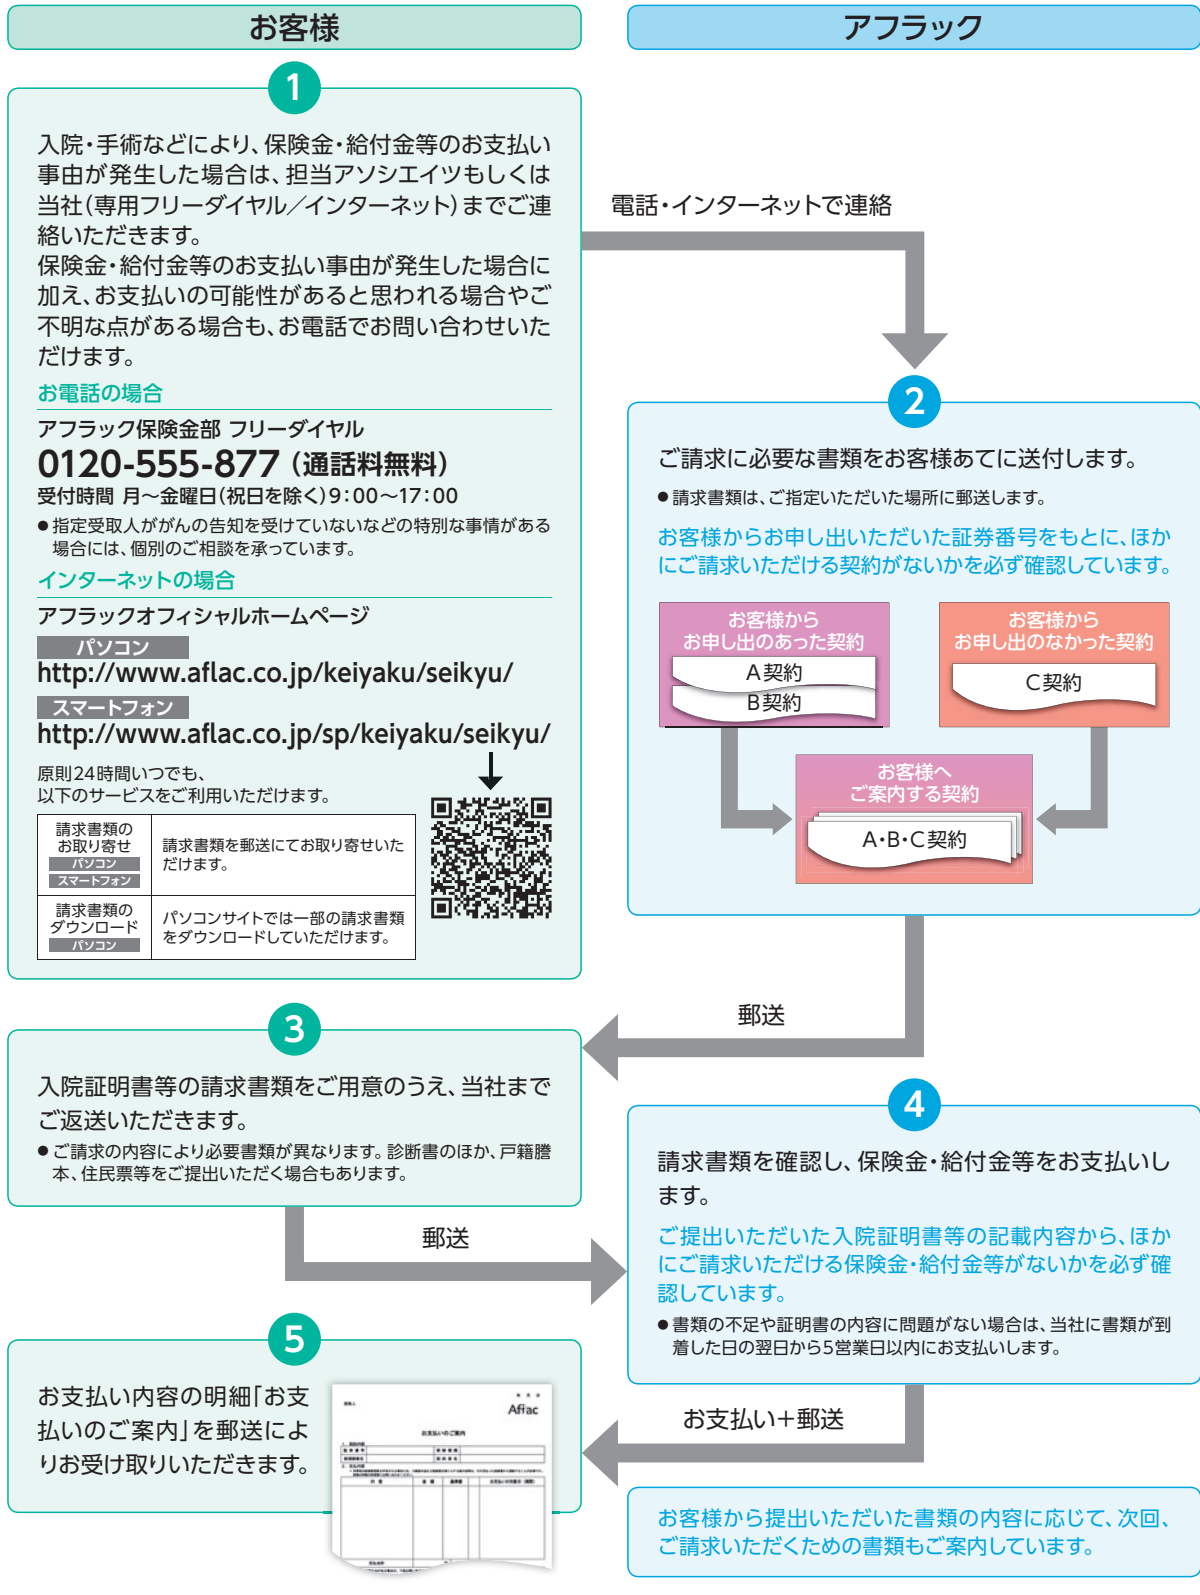 お客様
アフラック
1
入院・手術などにより、保険金・給付金等のお支払い
事由が発生した場合は、担当アソシエイツもしくは
当社（専用フリーダイヤル／インターネット）までご連
絡いただきます。
保険金・給付金等のお支払い事由が発生した場合に
加え、お支払いの可能性があると思われる場合やご
不明な点がある場合も、お電話でお問い合わせいた
だけます。
お電話の場合
アフラック保険金部 フリーダイヤル
0120-555-877（通話料無料）
受付時間 月～金曜日（祝日を除く）9：00～17：00
●指定受取人ががんの告知を受けていないなどの特別な事情がある
場合には、個別のご相談を承っています。
インターネットの場合
アフラックオフィシャルホームページ
パソコン
http://www.aflac.co.jp/keiyaku/seikyu/
スマートフォン
http://www.aflac.co.jp/sp/keiyaku/seikyu/
原則24時間いつでも、
以下のサービスをご利用いただけます。
請求書類の
お取り寄せ
パソコン
スマートフォン
請求書類を郵送にてお取り寄せいた
だけます。
請求書類の
ダウンロード
パソコン
パソコンサイトでは一部の請求書類
をダウンロードしていただけます。
電話・インターネットで連絡
2
ご請求に必要な書類をお客様あてに送付します。
●請求書類は、ご指定いただいた場所に郵送します。
お客様からお申し出いただいた証券番号をもとに、ほか
にご請求いただける契約がないかを必ず確認しています。
お客様から
お申し出のあった契約
A契約
B契約
お客様から
お申し出のなかった契約
C契約
お客様へ
ご案内する契約
A・B・C契約
郵送
3
入院証明書等の請求書類をご用意のうえ、当社まで
ご返送いただきます。
●ご請求の内容により必要書類が異なります。診断書のほか、戸籍謄
本、住民票等をご提出いただく場合もあります。
郵送
4
請求書類を確認し、保険金・給付金等をお支払いし
ます。
ご提出いただいた入院証明書等の記載内容から、ほか
にご請求いただける保険金・給付金等がないかを必ず確
認しています。
●書類の不足や証明書の内容に問題がない場合は、当社に書類が到
着した日の翌日から5営業日以内にお支払いします。
お支払い＋郵送
5
お支払い内容の明細「お支
払いのご案内」を郵送によ
りお受け取りいただきます。
Aflac
お支払いのご案内
お客様から提出いただいた書類の内容に応じて、次回、
ご請求いただくための書類もご案内しています。